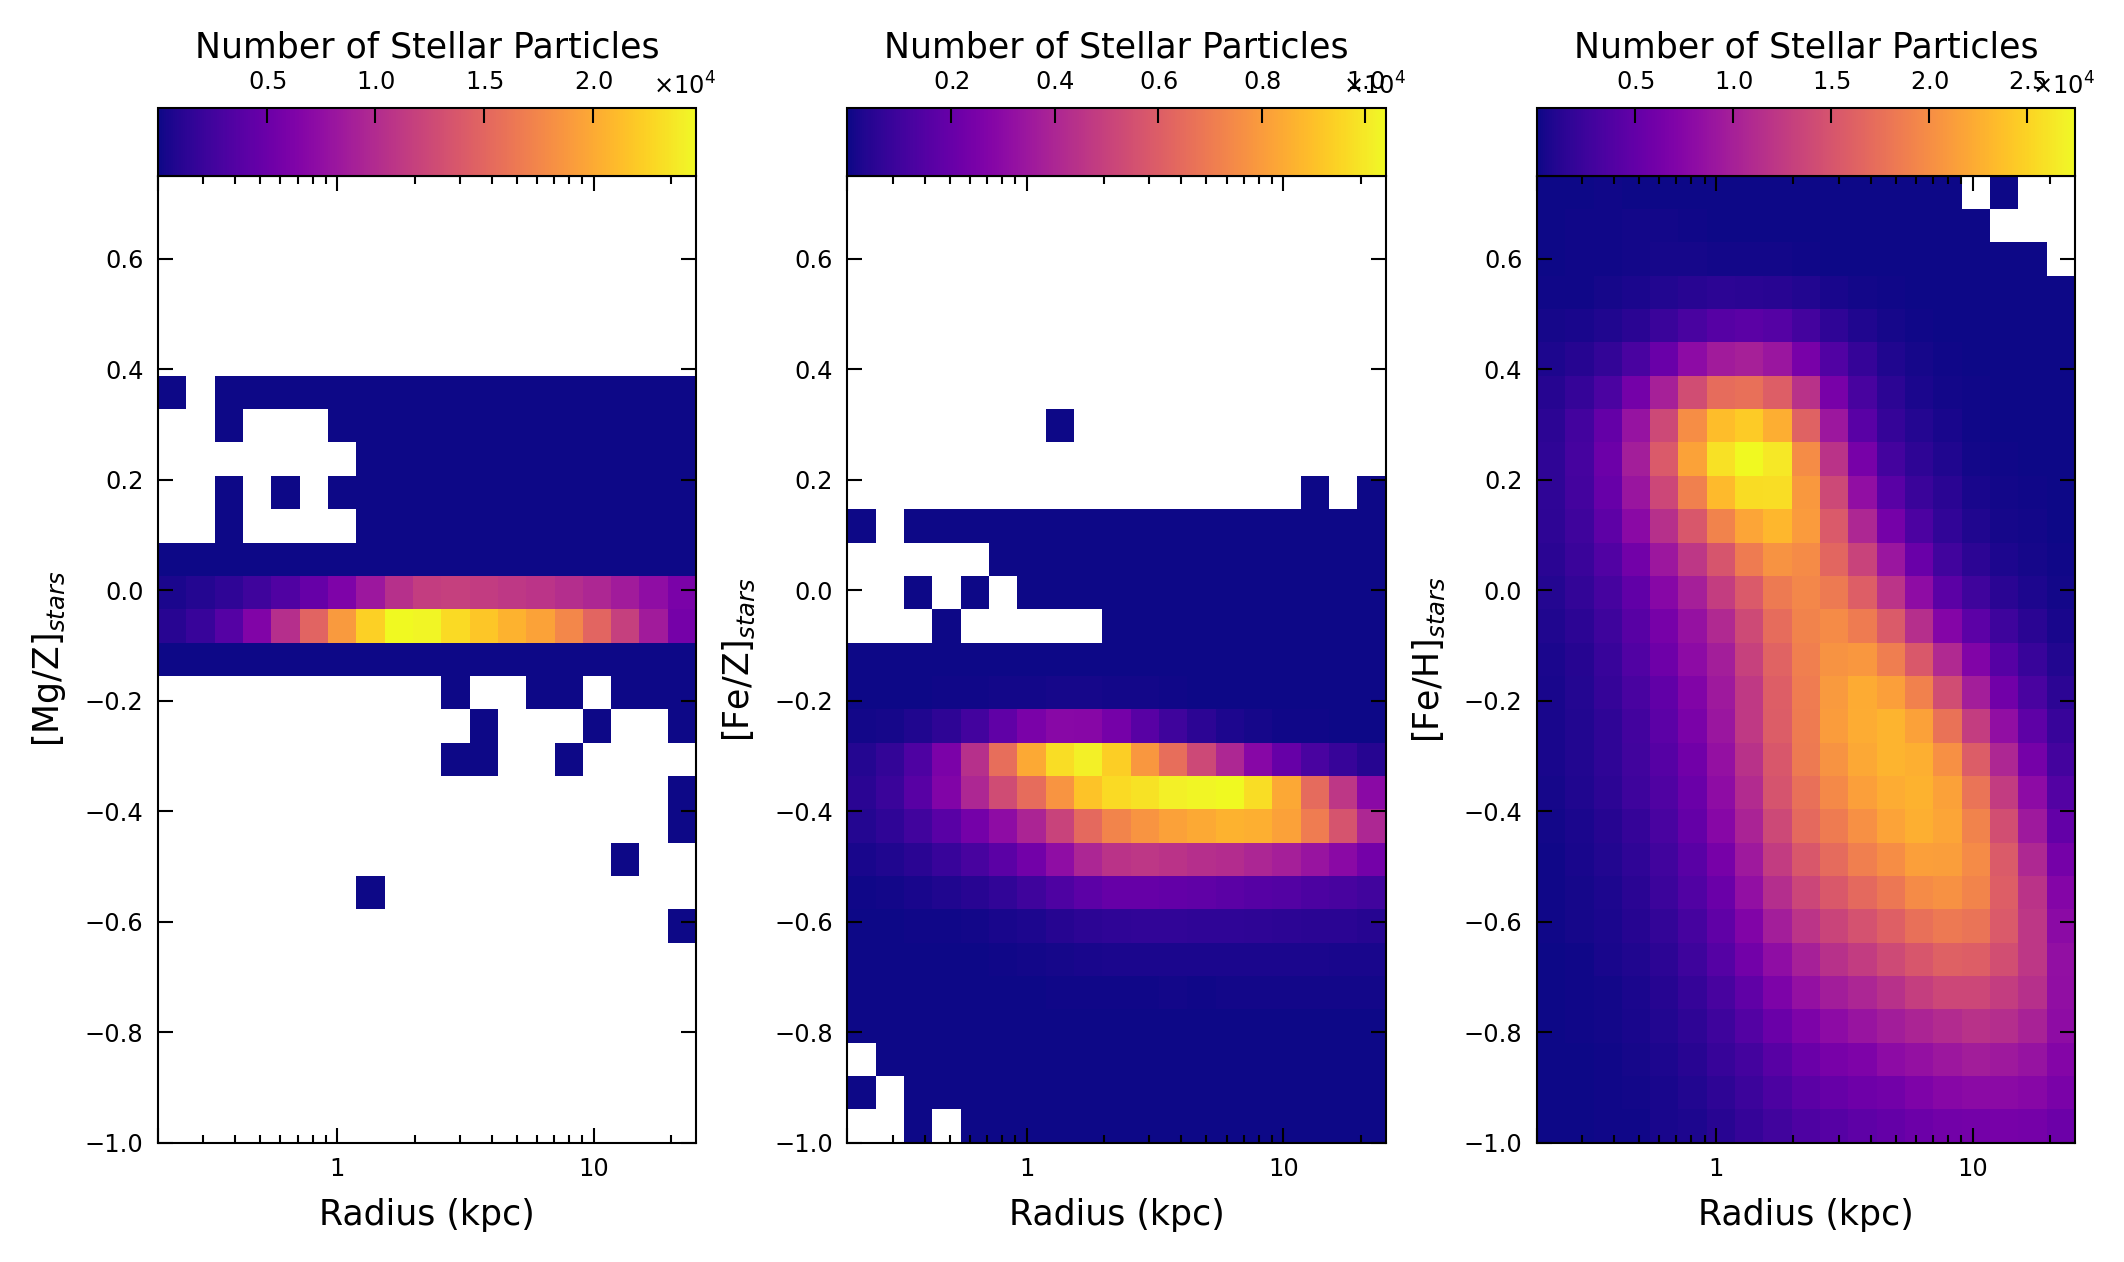 Number of Stellar Particles Number of Stellar Particles Number of Stellar Particles
0.5 1.0 1.5 2.0 ×10⁴ 0.2 0.4 0.6 0.8 1.0 ×10⁴ 0.5 1.0 1.5 2.0 2.5 ×10⁴
0.6 0.6 0.6
0.4 0.4 0.4
0.2 0.2 0.2
0.0 0.0 0.0
[Mg/Z]stars [Fe/Z]stars [Fe/H]stars
−0.2 −0.2 −0.2
−0.4 −0.4 −0.4
−0.6 −0.6 −0.6
−0.8 −0.8 −0.8
−1.0 −1.0 −1.0
1 10 1 10 1 10
Radius (kpc) Radius (kpc) Radius (kpc)